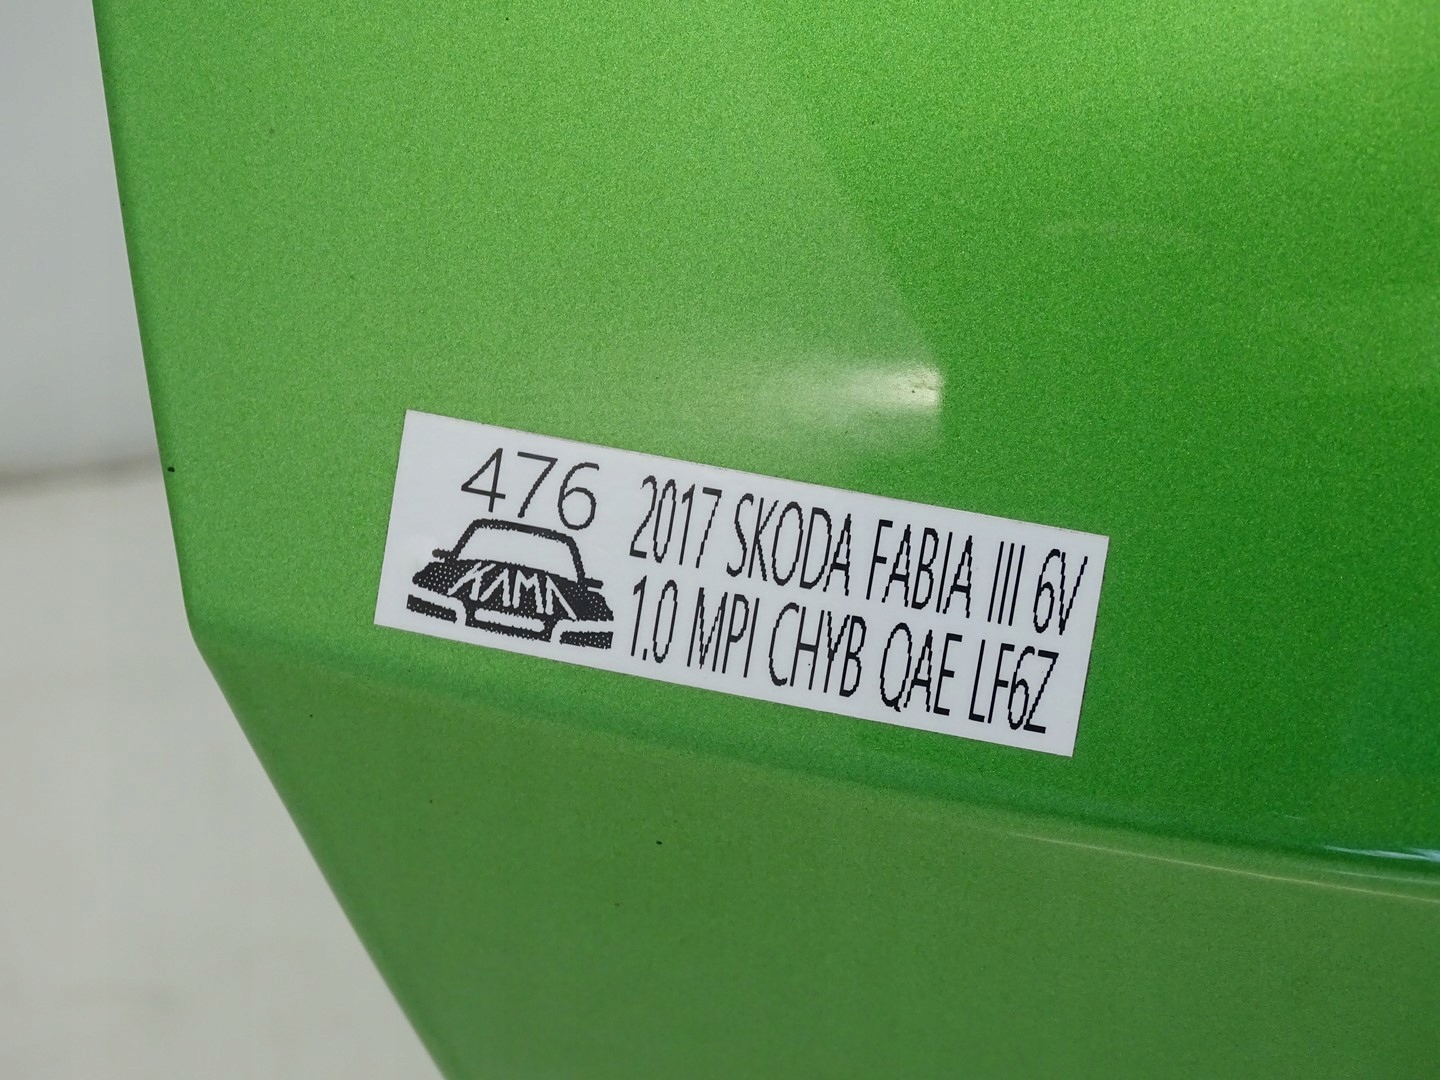 476
KAMA
2017 SKODA FABIA III 6V
1.0 MPI CHYB QAE LF6Z